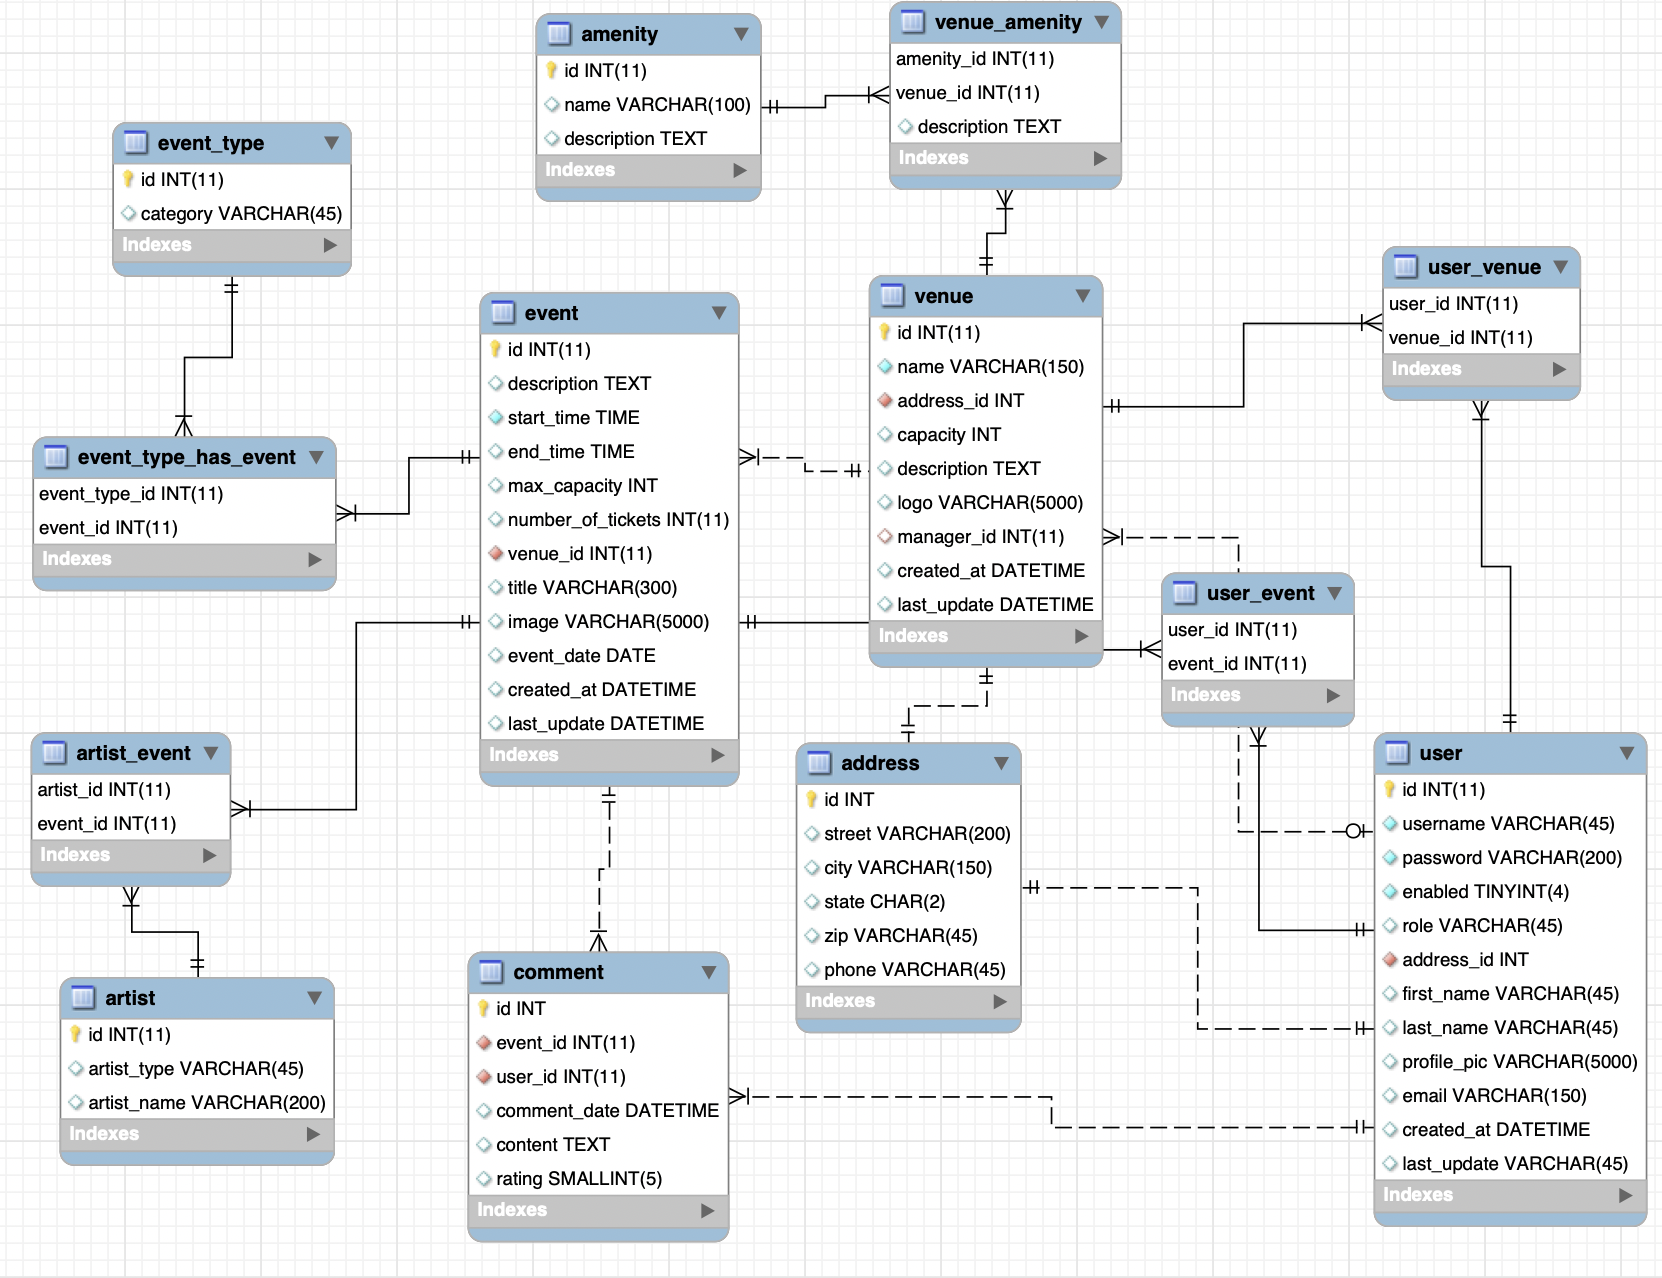 amenity
id INT(11)
name VARCHAR(100)
description TEXT
Indexes
venue_amenity
amenity_id INT(11)
venue_id INT(11)
description TEXT
Indexes
event_type
id INT(11)
category VARCHAR(45)
Indexes
user_venue
user_id INT(11)
venue_id INT(11)
Indexes
event
id INT(11)
description TEXT
start_time TIME
end_time TIME
max_capacity INT
number_of_tickets INT(11)
venue_id INT(11)
title VARCHAR(300)
image VARCHAR(5000)
event_date DATE
created_at DATETIME
last_update DATETIME
Indexes
venue
id INT(11)
name VARCHAR(150)
address_id INT
capacity INT
description TEXT
logo VARCHAR(5000)
manager_id INT(11)
created_at DATETIME
last_update DATETIME
Indexes
event_type_has_event
event_type_id INT(11)
event_id INT(11)
Indexes
user_event
user_id INT(11)
event_id INT(11)
Indexes
artist_event
artist_id INT(11)
event_id INT(11)
Indexes
address
id INT
street VARCHAR(200)
city VARCHAR(150)
state CHAR(2)
zip VARCHAR(45)
phone VARCHAR(45)
Indexes
user
id INT(11)
username VARCHAR(45)
password VARCHAR(200)
enabled TINYINT(4)
role VARCHAR(45)
address_id INT
first_name VARCHAR(45)
last_name VARCHAR(45)
profile_pic VARCHAR(5000)
email VARCHAR(150)
created_at DATETIME
last_update VARCHAR(45)
Indexes
artist
id INT(11)
artist_type VARCHAR(45)
artist_name VARCHAR(200)
Indexes
comment
id INT
event_id INT(11)
user_id INT(11)
comment_date DATETIME
content TEXT
rating SMALLINT(5)
Indexes